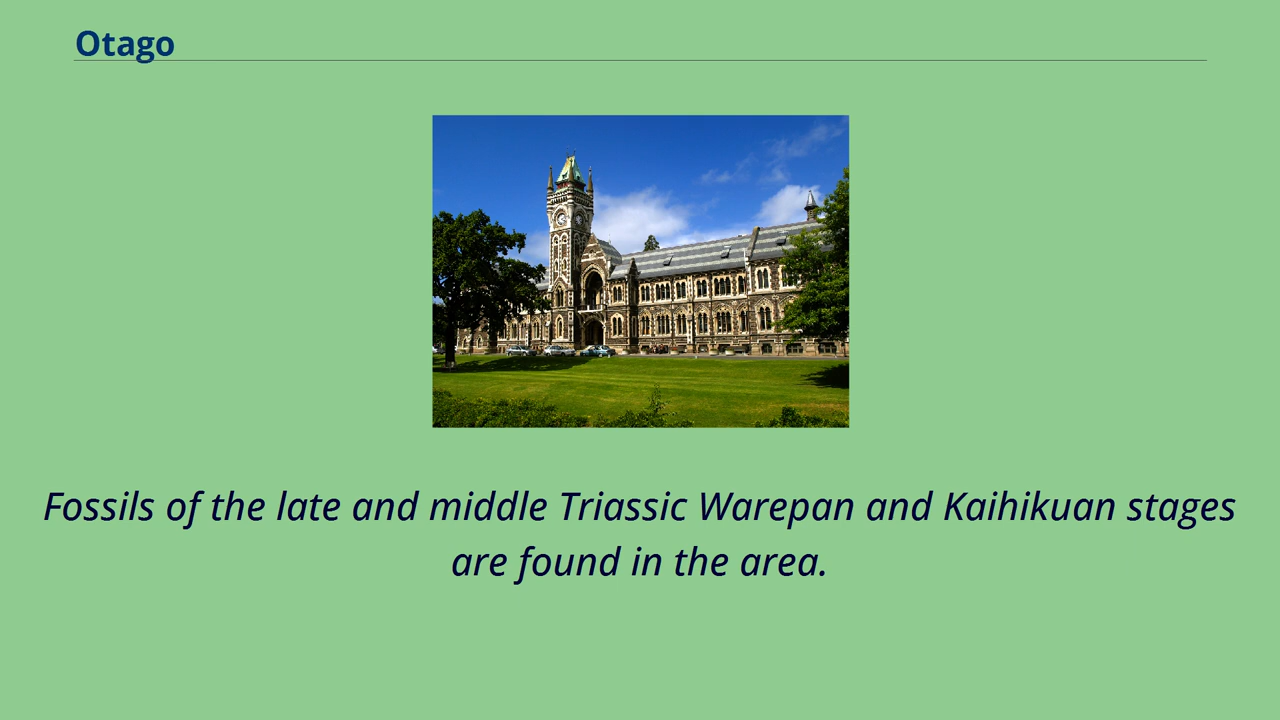 Otago
Fossils of the late and middle Triassic Warepan and Kaihikuan stages
are found in the area.